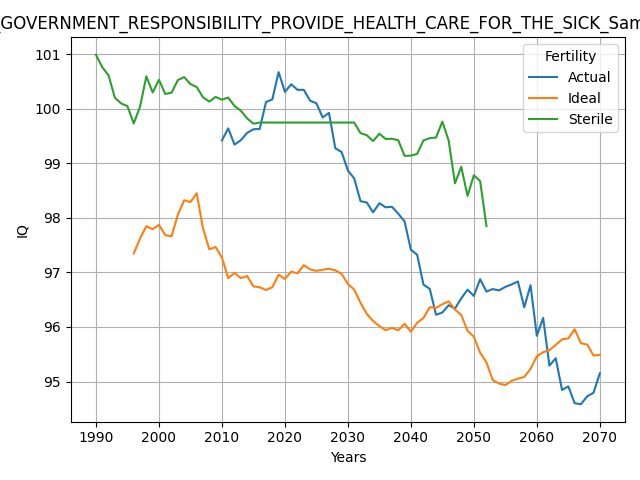 _GOVERNMENT_RESPONSIBILITY_PROVIDE_HEALTH_CARE_FOR_THE_SICK_Sam
Fertility
Actual
Ideal
Sterile
101
100
99
98
97
96
95
IQ
1990 2000 2010 2020 2030 2040 2050 2060 2070
Years